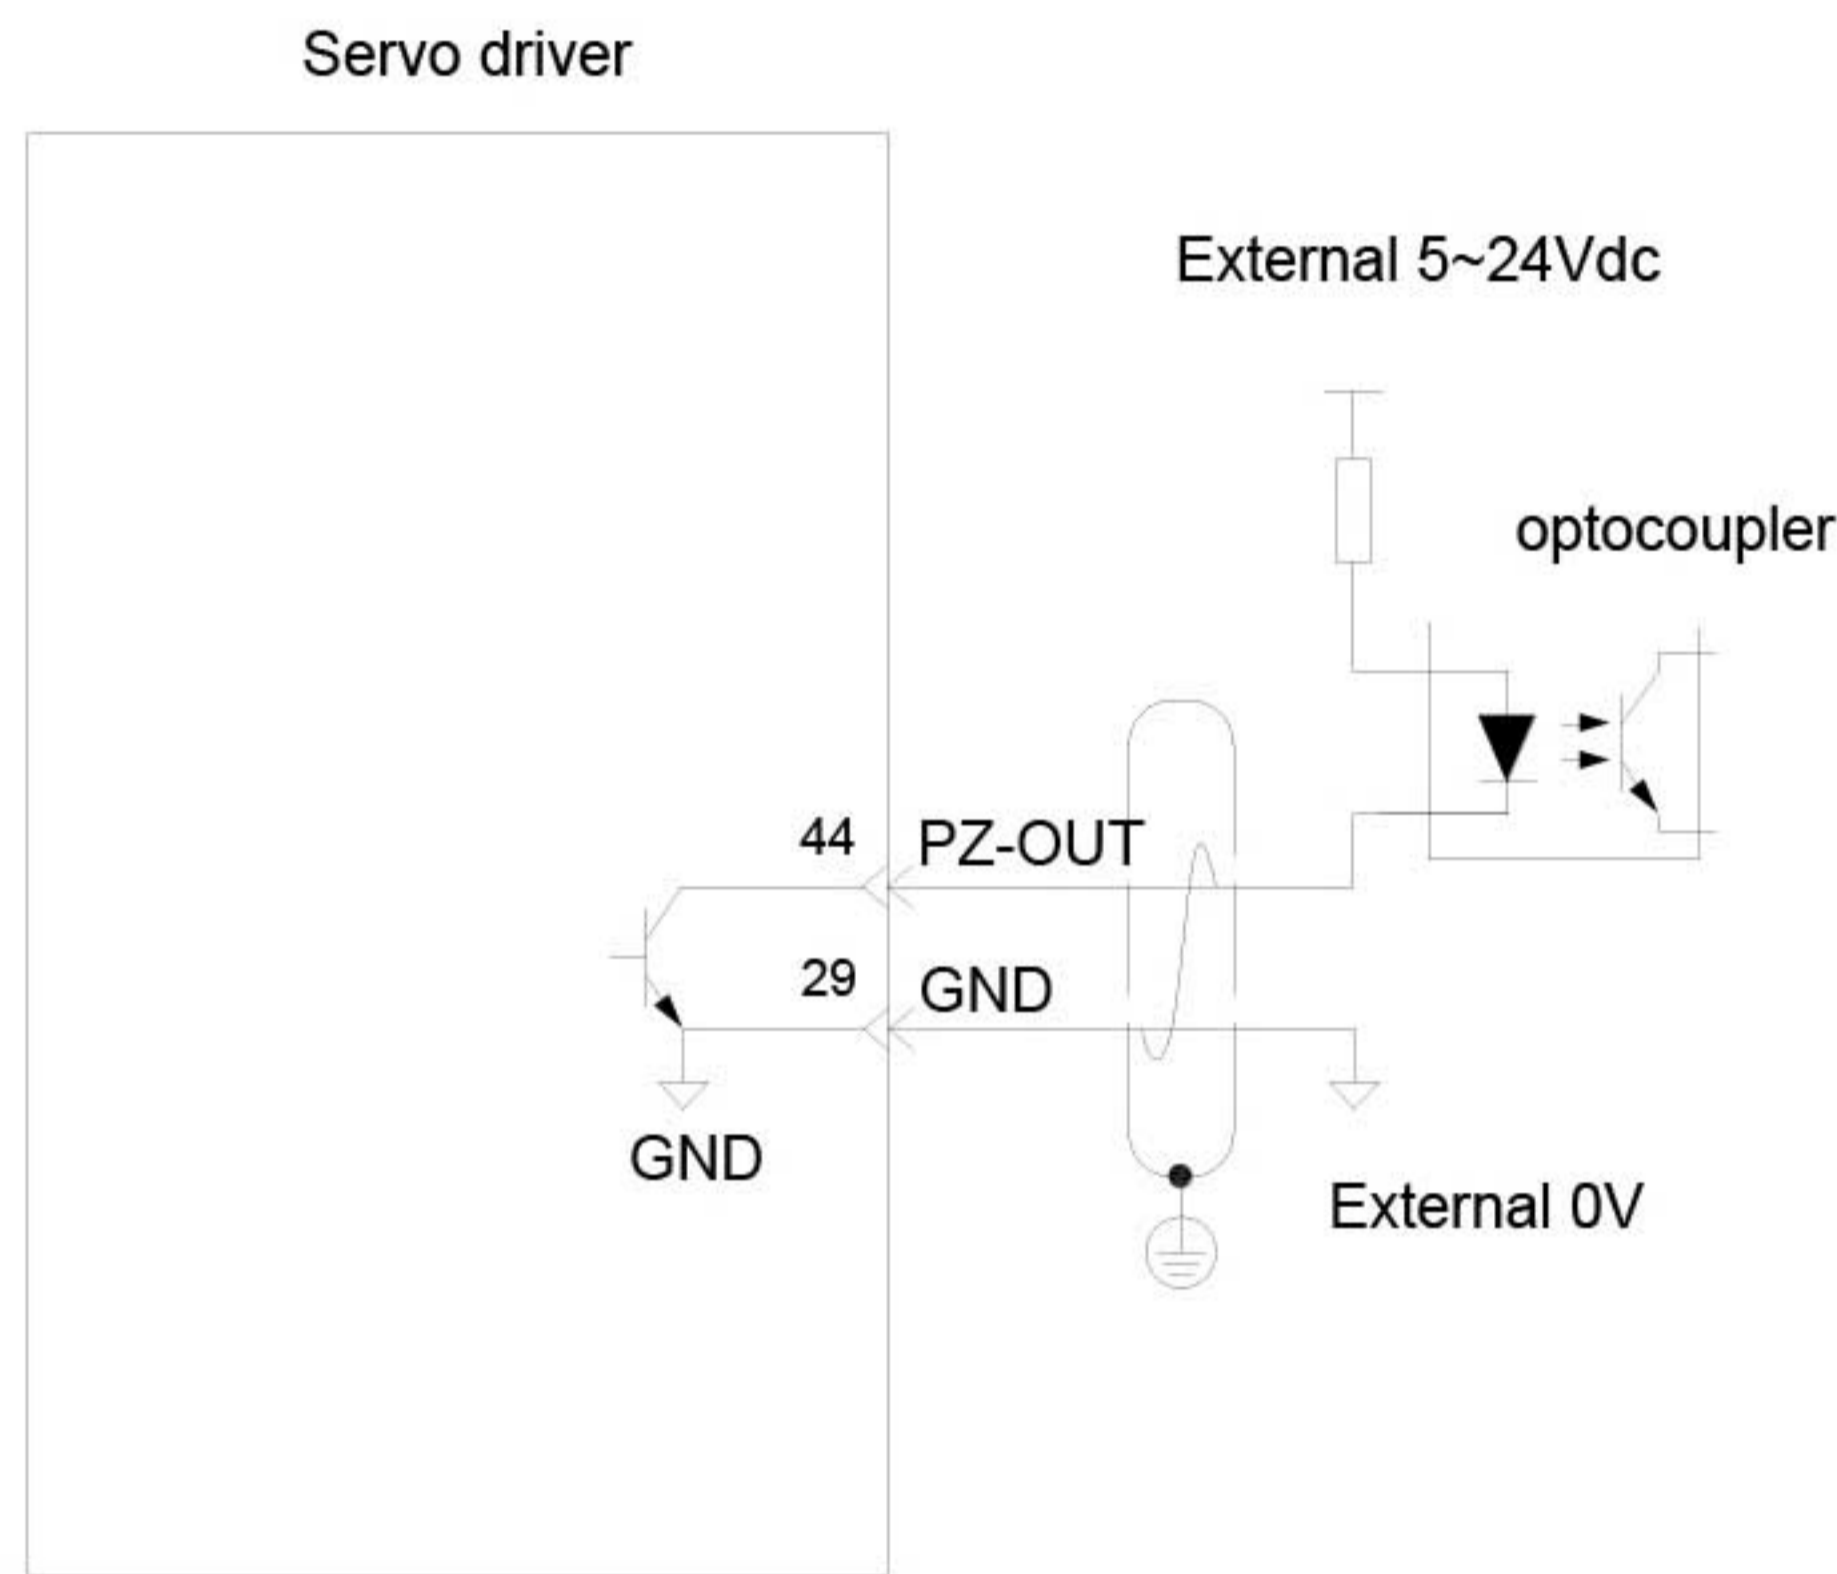 Servo driver
External 5~24Vdc
optocoupler
44 PZ-OUT
29 GND
GND
External 0V